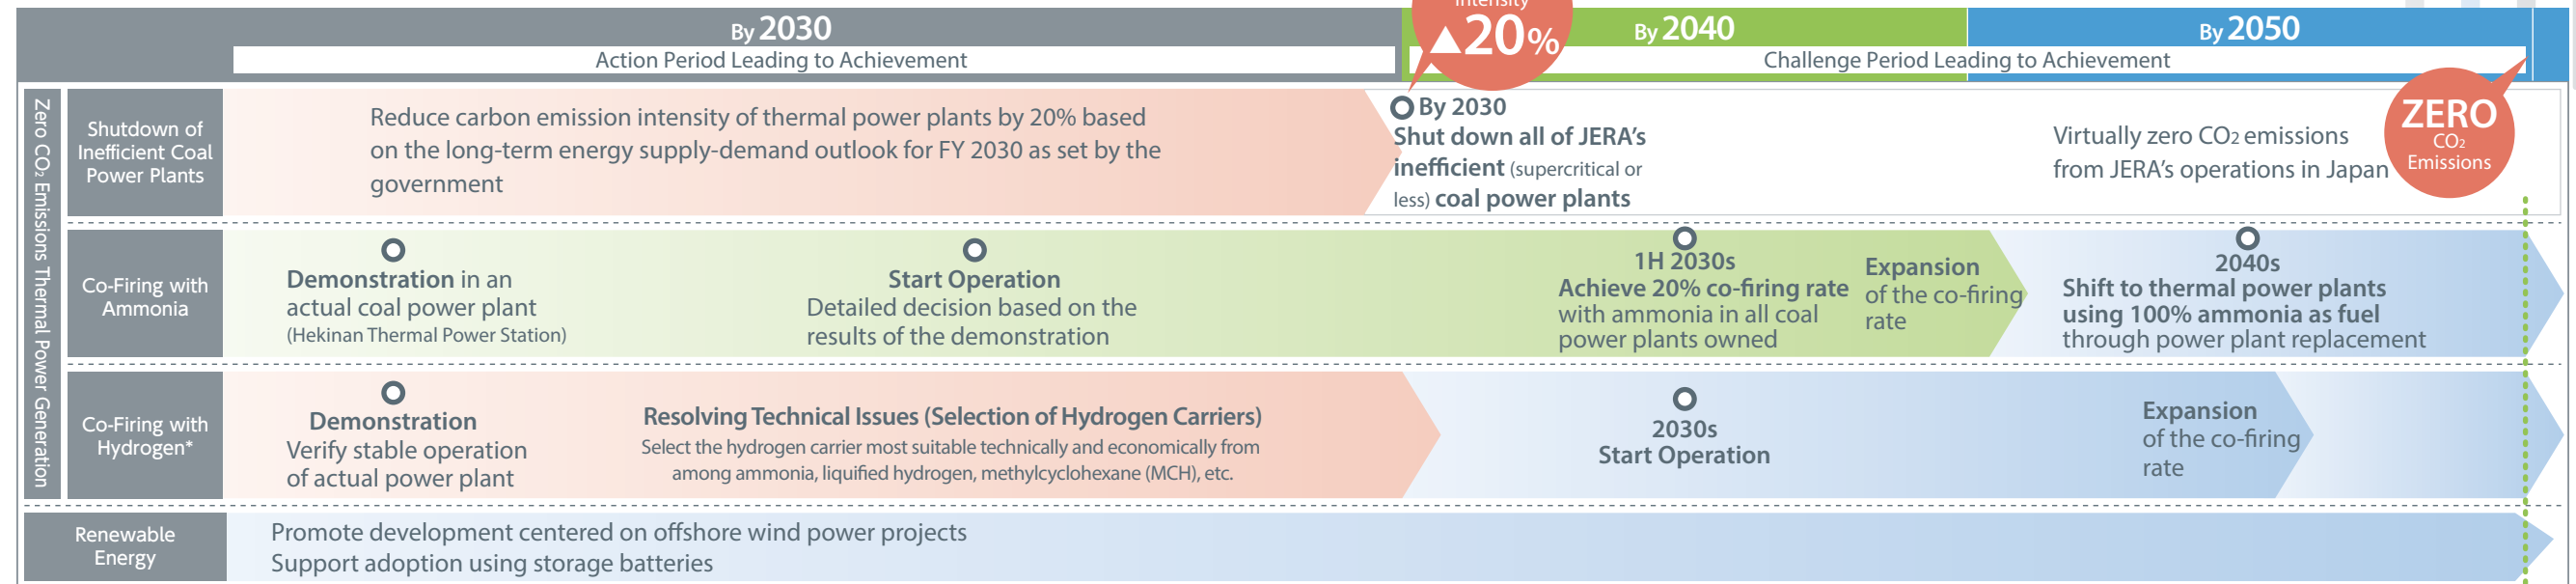 Intensity
▲20%
By 2030
By 2040
By 2050
Action Period Leading to Achievement
Challenge Period Leading to Achievement
Zero CO₂ Emissions Thermal Power Generation
Shutdown of
Inefficient Coal
Power Plants
Reduce carbon emission intensity of thermal power plants by 20% based
on the long-term energy supply-demand outlook for FY 2030 as set by the
government
By 2030
Shut down all of JERA’s
inefficient (supercritical or
less) coal power plants
Virtually zero CO2 emissions
from JERA’s operations in Japan
ZERO
CO₂
Emissions
Co-Firing with
Ammonia
Demonstration in an
actual coal power plant
(Hekinan Thermal Power Station)
Start Operation
Detailed decision based on the
results of the demonstration
1H 2030s
Achieve 20% co-firing rate
with ammonia in all coal
power plants owned
Expansion
of the co-firing
rate
2040s
Shift to thermal power plants
using 100% ammonia as fuel
through power plant replacement
Co-Firing with
Hydrogen*
Demonstration
Verify stable operation
of actual power plant
Resolving Technical Issues (Selection of Hydrogen Carriers)
Select the hydrogen carrier most suitable technically and economically from
among ammonia, liquified hydrogen, methylcyclohexane (MCH), etc.
2030s
Start Operation
Expansion
of the co-firing
rate
Renewable
Energy
Promote development centered on offshore wind power projects
Support adoption using storage batteries